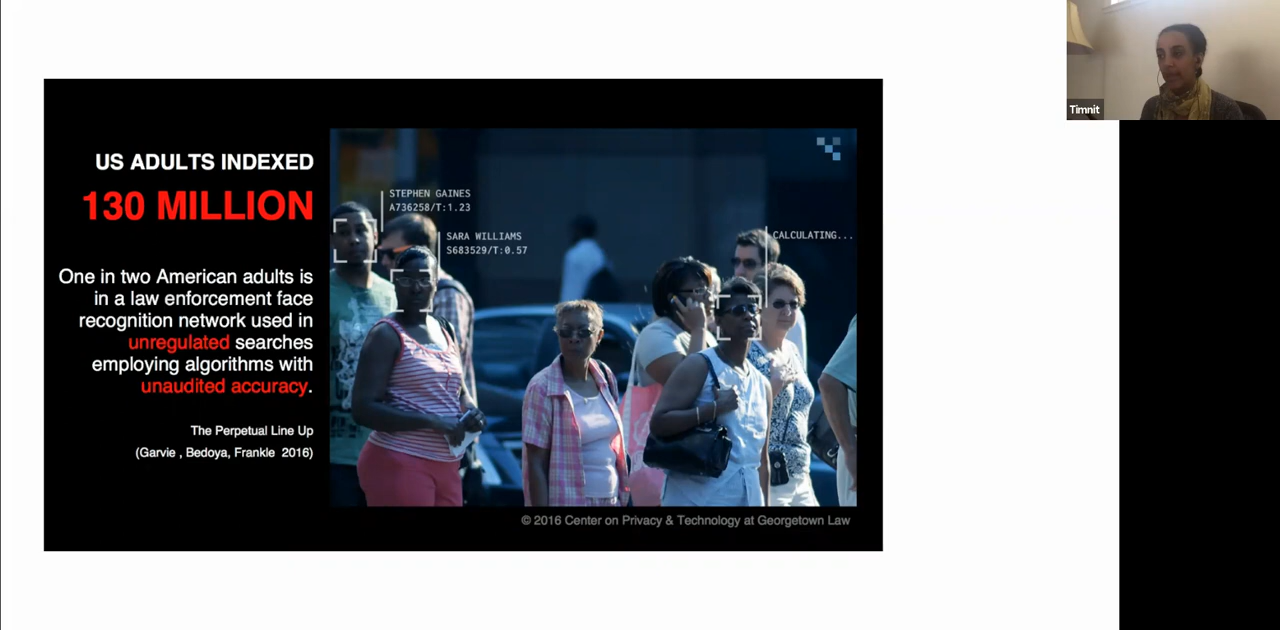 US ADULTS INDEXED
130 MILLION
One in two American adults is
in a law enforcement face
recognition network used in
unregulated searches
employing algorithms with
unaudited accuracy.
The Perpetual Line Up
(Garvie , Bedoya, Frankle 2016)
STEPHEN GAINES
A736258/T:1.23
SARA WILLIAMS
S683529/T:0.57
CALCULATING...
© 2016 Center on Privacy & Technology at Georgetown Law
Timnit